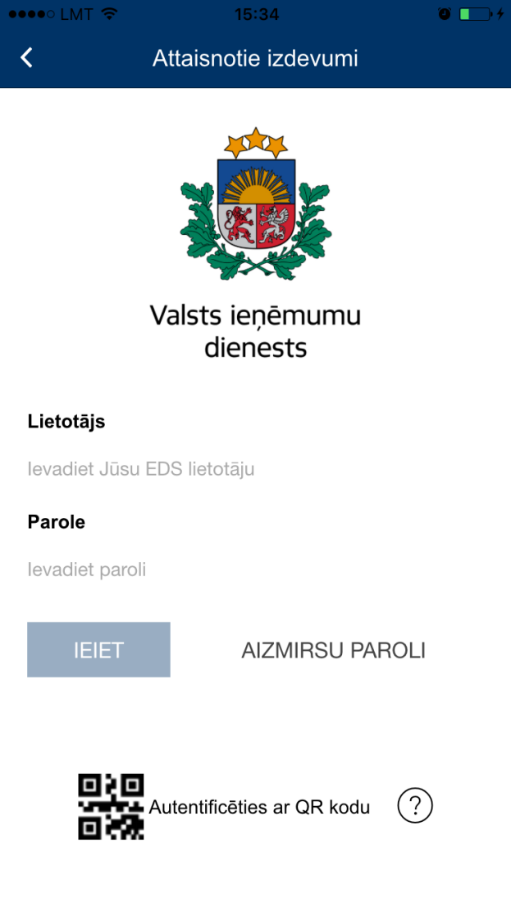 LMT 15:34
Attaisnotie izdevumi
Valsts ieņēmumu
dienests
Lietotājs
Ievadiet Jūsu EDS lietotāju
Parole
Ievadiet paroli
IEIET AIZMIRSU PAROLI
Autentificēties ar QR kodu ?